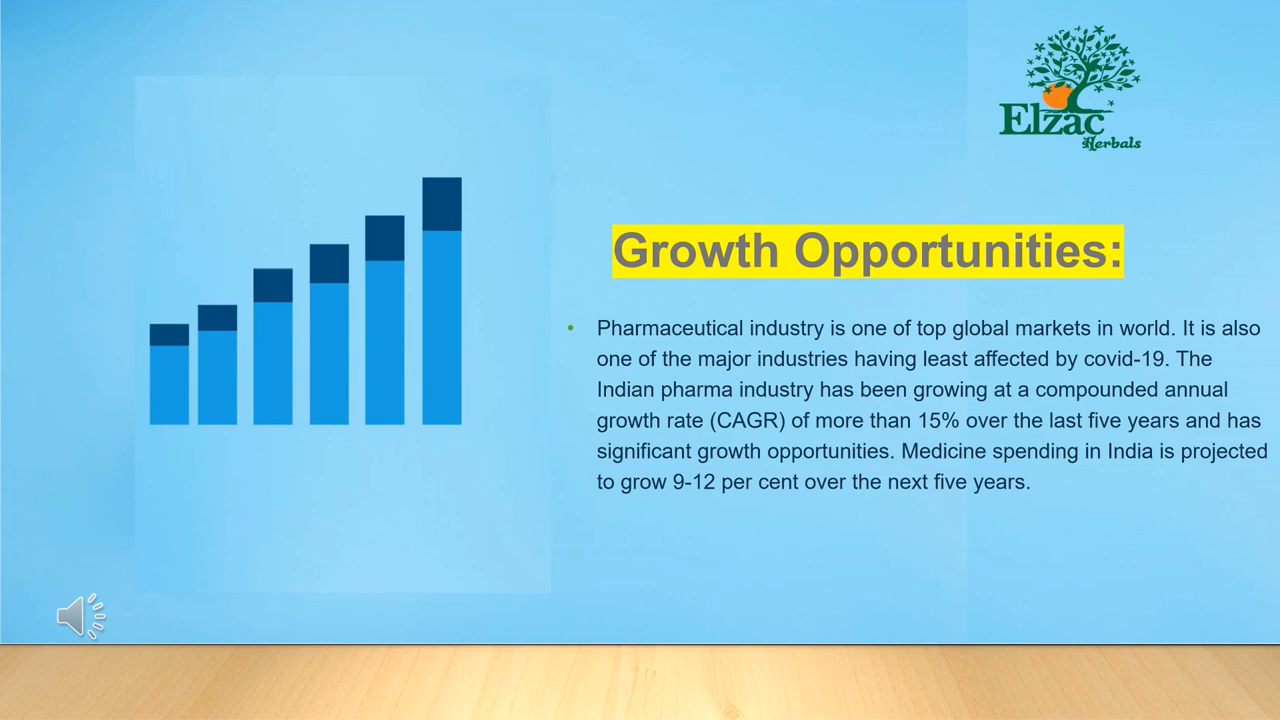 Elzac
Herbals
Growth Opportunities:
• Pharmaceutical industry is one of top global markets in world. It is also
one of the major industries having least affected by covid-19. The
Indian pharma industry has been growing at a compounded annual
growth rate (CAGR) of more than 15% over the last five years and has
significant growth opportunities. Medicine spending in India is projected
to grow 9-12 per cent over the next five years.